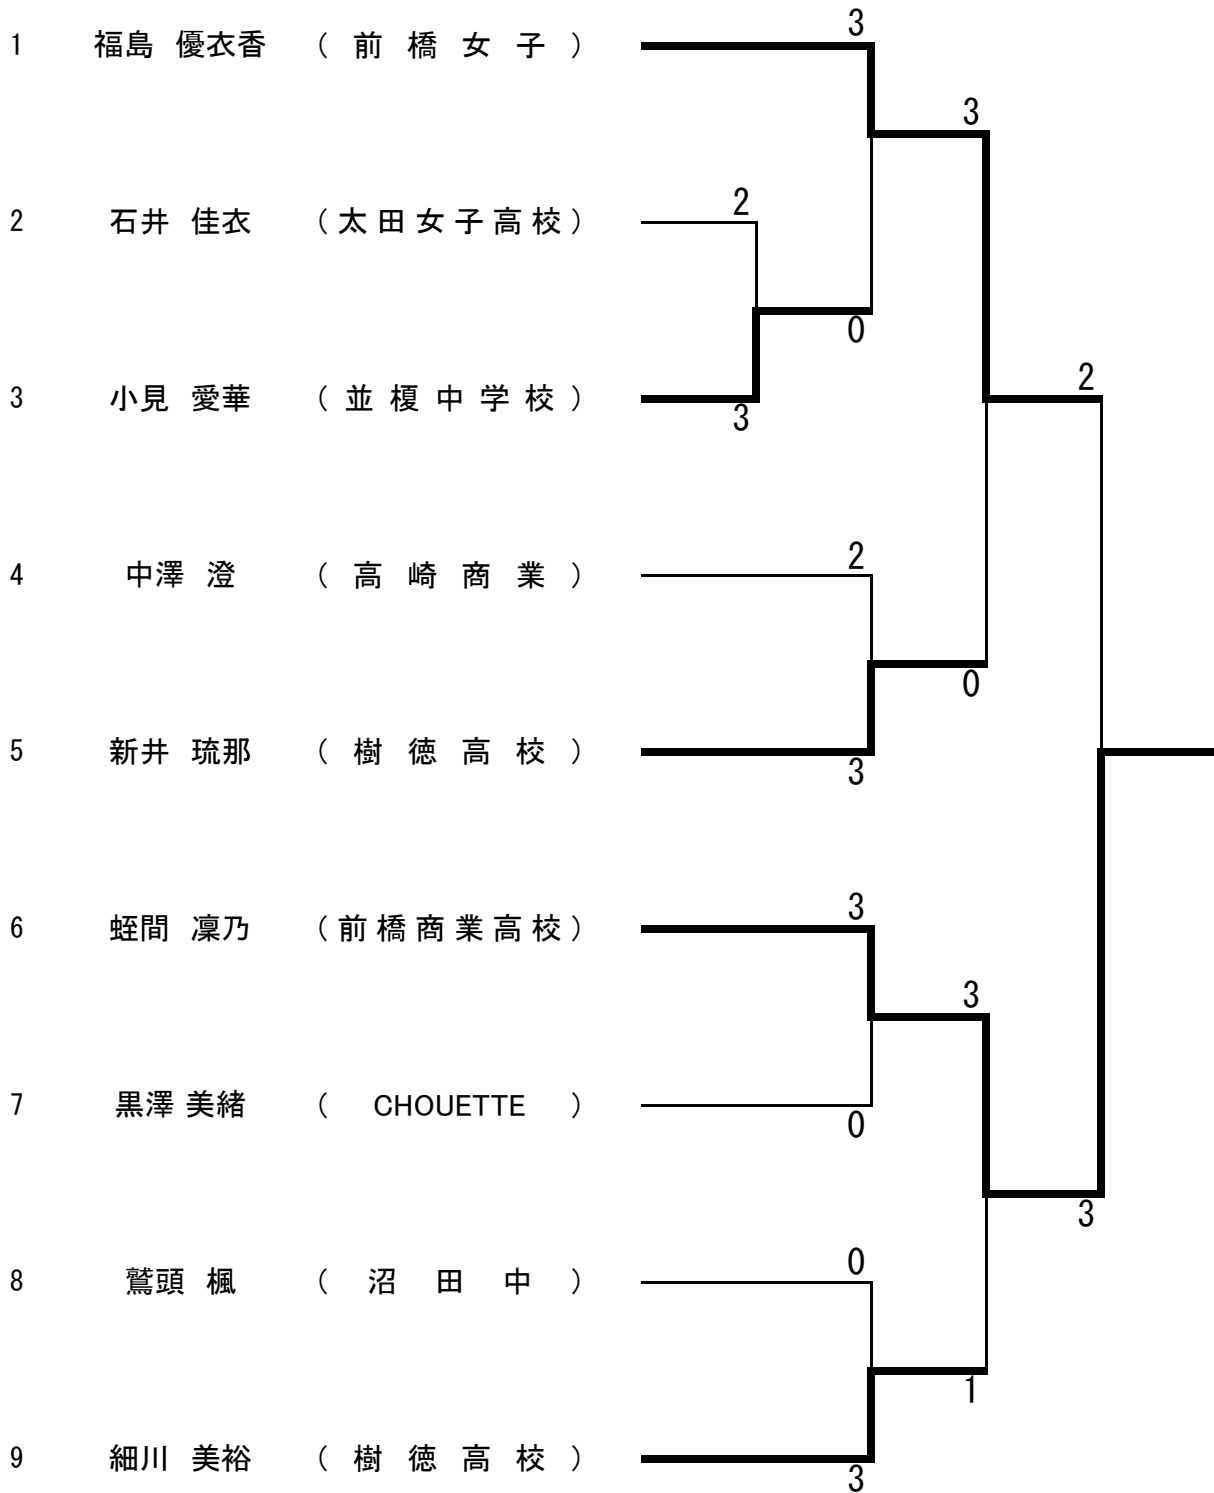 3
1 福島 優衣香 ( 前 橋 女 子 )
3
2 石井 佳衣 ( 太 田 女 子 高 校 ) 2
0
3 小見 愛華 ( 並 榎 中 学 校 ) 3
2
4 中澤 澄 ( 高 崎 商 業 ) 2
0
5 新井 琉那 ( 樹 徳 高 校 ) 3
6 蛭間 凜乃 ( 前 橋 商 業 高 校 ) 3
3
7 黒澤 美緒 ( CHOUETTE ) 0
3
8 鷲頭 楓 ( 沼 田 中 ) 0
1
9 細川 美裕 ( 樹 徳 高 校 ) 3